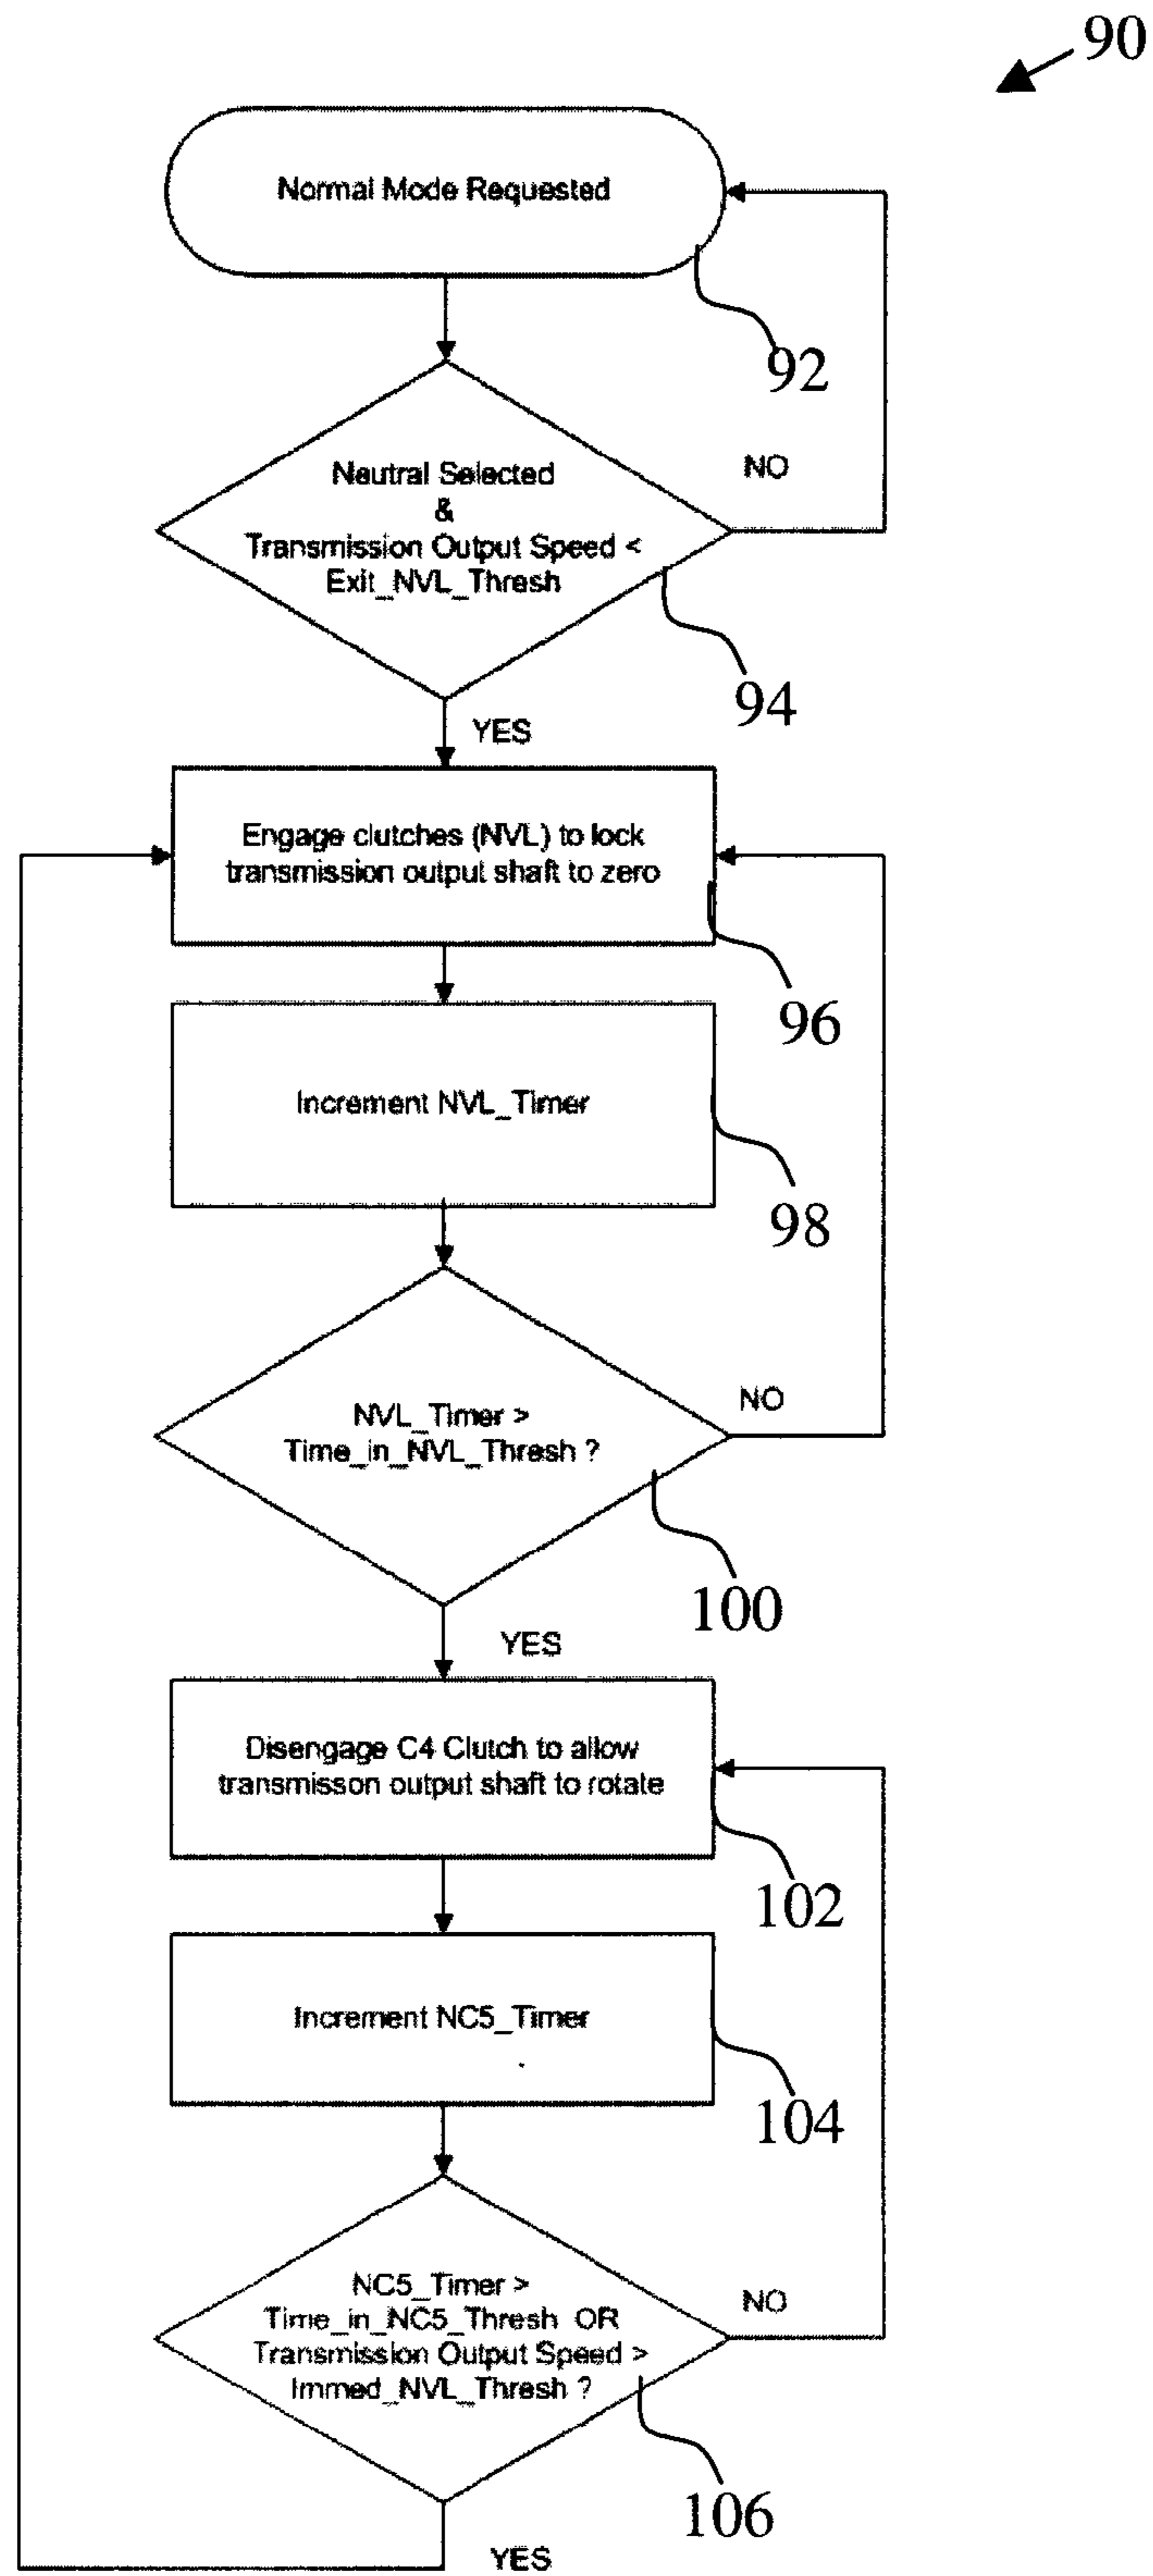 90
Normal Mode Requested
92
Neutral Selected
&
Transmission Output Speed <
Exit_NVL_Thresh
NO
94
YES
Engage clutches (NVL) to lock
transmission output shaft to zero
96
Increment NVL_Timer
98
NVL_Timer >
Time_in_NVL_Thresh ?
NO
100
YES
Disengage C4 Clutch to allow
transmisson output shaft to rotate
102
Increment NC5_Timer
104
NC5_Timer >
Time_in_NC5_Thresh OR
Transmission Output Speed >
Immed_NVL_Thresh ?
NO
106
YES